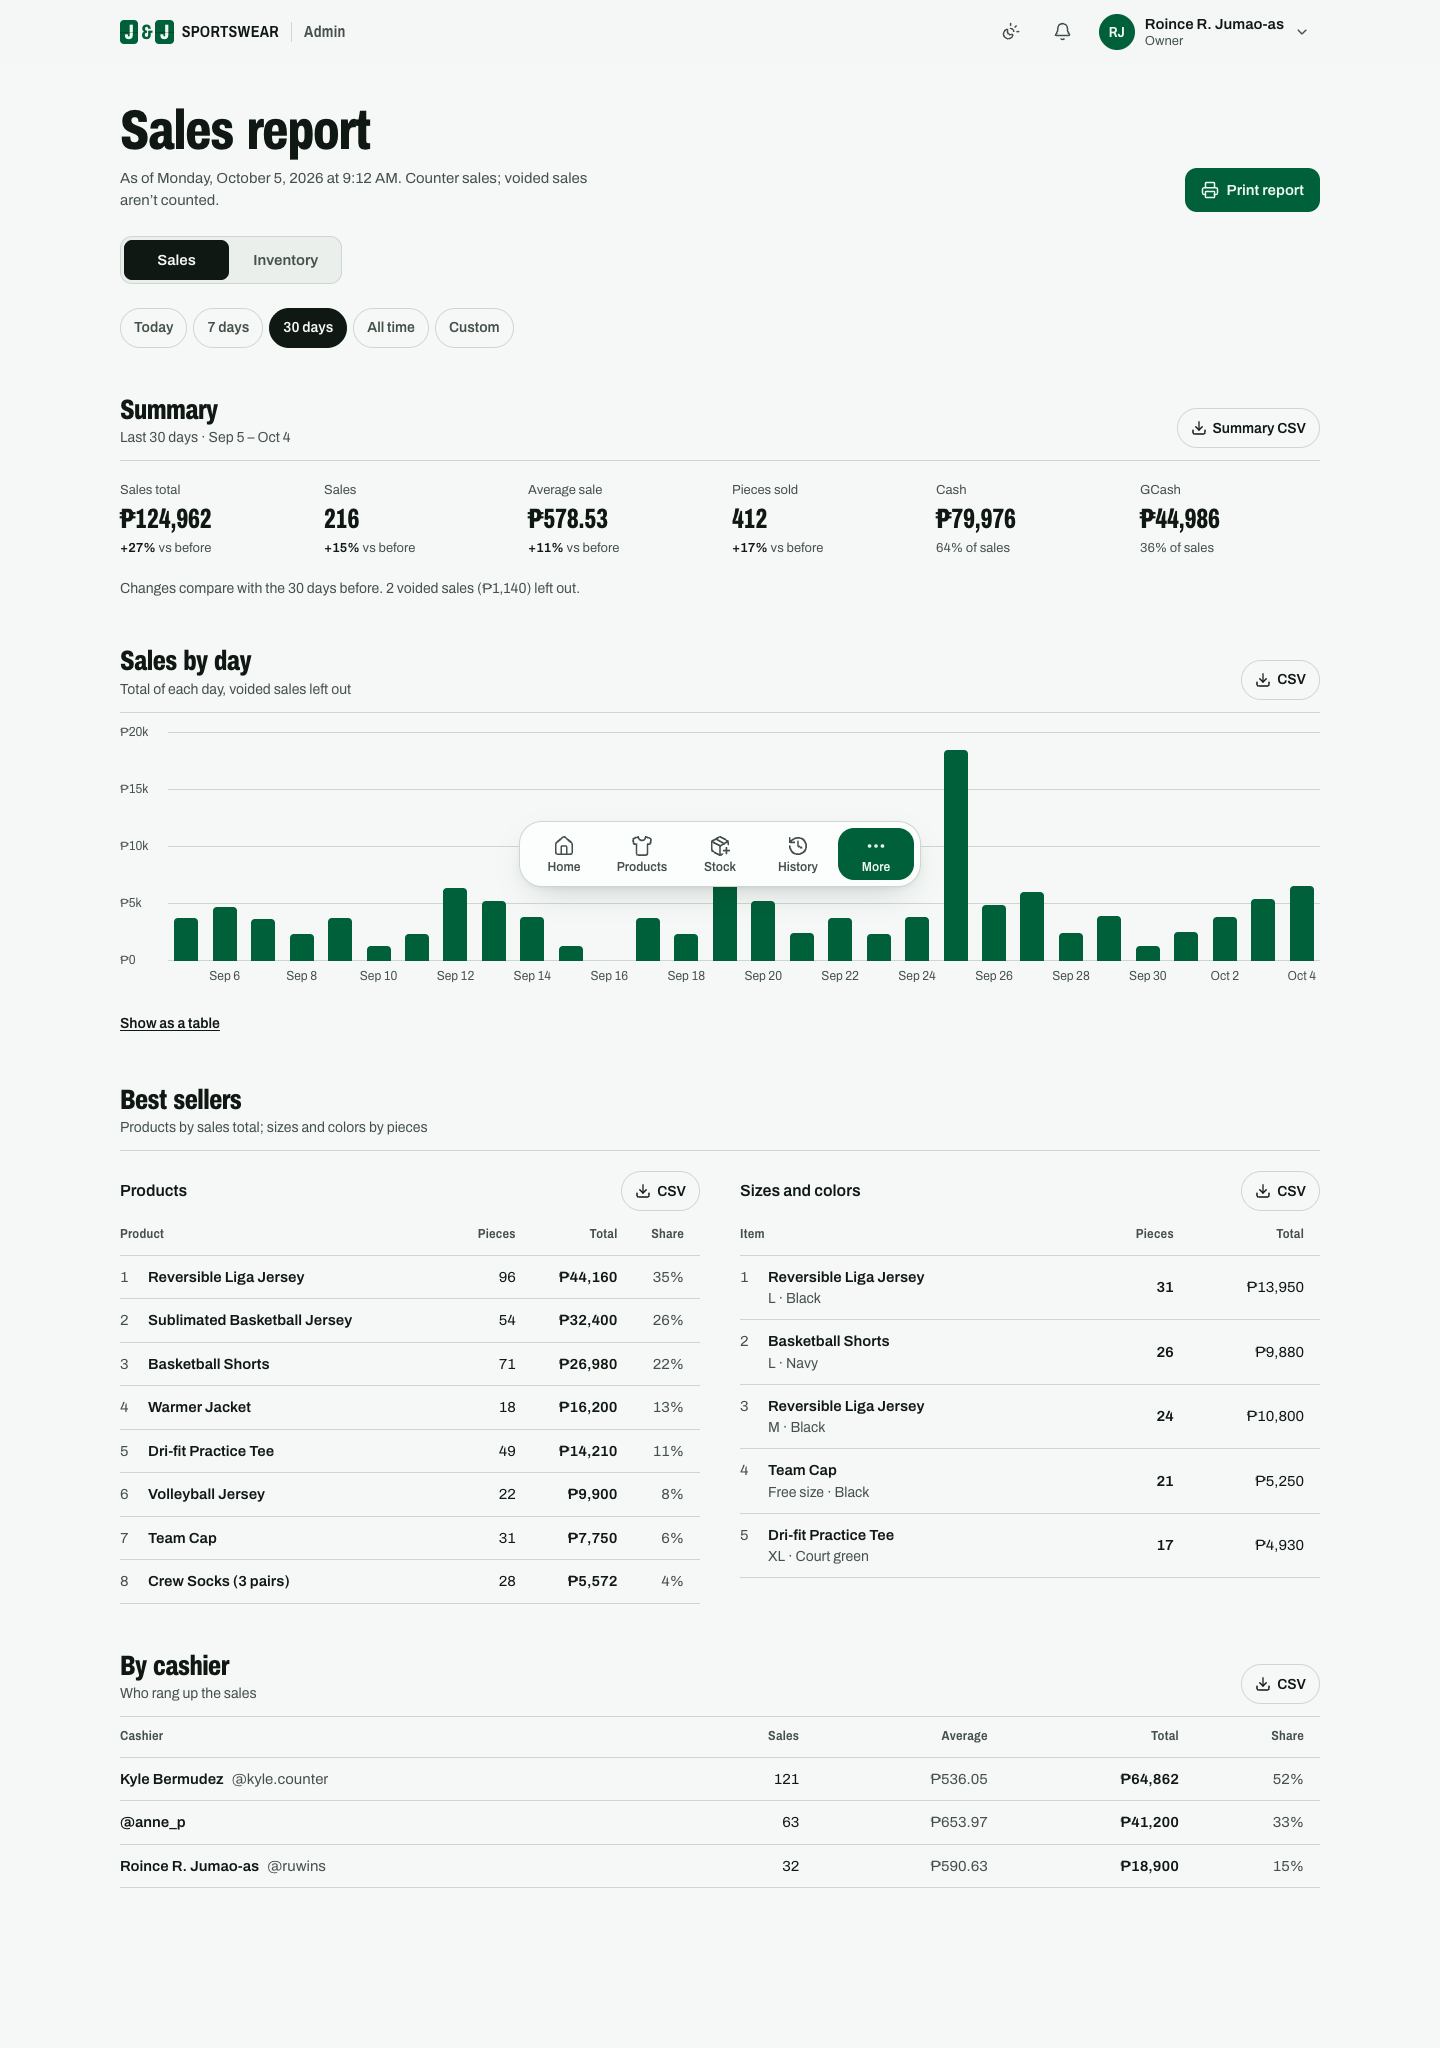 J & J SPORTSWEAR Admin
RJ Roince R. Jumao-as
Owner
Sales report
As of Monday, October 5, 2026 at 9:12 AM. Counter sales; voided sales
aren't counted.
Print report
Sales Inventory
Today 7 days 30 days All time Custom
Summary
Last 30 days · Sep 5 – Oct 4
Summary CSV
Sales total Sales Average sale Pieces sold Cash GCash
₱124,962 216 ₱578.53 412 ₱79,976 ₱44,986
+27% vs before +15% vs before +11% vs before +17% vs before 64% of sales 36% of sales
Changes compare with the 30 days before. 2 voided sales (₱1,140) left out.
Sales by day
Total of each day, voided sales left out
CSV
₱20k
₱15k
₱10k
₱5k
₱0
Home Products Stock History More
Sep 6 Sep 8 Sep 10 Sep 12 Sep 14 Sep 16 Sep 18 Sep 20 Sep 22 Sep 24 Sep 26 Sep 28 Sep 30 Oct 2 Oct 4
Show as a table
Best sellers
Products by sales total; sizes and colors by pieces
Products CSV
Product Pieces Total Share
1 Reversible Liga Jersey 96 ₱44,160 35%
2 Sublimated Basketball Jersey 54 ₱32,400 26%
3 Basketball Shorts 71 ₱26,980 22%
4 Warmer Jacket 18 ₱16,200 13%
5 Dri-fit Practice Tee 49 ₱14,210 11%
6 Volleyball Jersey 22 ₱9,900 8%
7 Team Cap 31 ₱7,750 6%
8 Crew Socks (3 pairs) 28 ₱5,572 4%
Sizes and colors CSV
Item Pieces Total
1 Reversible Liga Jersey 31 ₱13,950
L · Black
2 Basketball Shorts 26 ₱9,880
L · Navy
3 Reversible Liga Jersey 24 ₱10,800
M · Black
4 Team Cap 21 ₱5,250
Free size · Black
5 Dri-fit Practice Tee 17 ₱4,930
XL · Court green
By cashier
Who rang up the sales
CSV
Cashier Sales Average Total Share
Kyle Bermudez @kyle.counter 121 ₱536.05 ₱64,862 52%
@anne_p 63 ₱653.97 ₱41,200 33%
Roince R. Jumao-as @ruwins 32 ₱590.63 ₱18,900 15%